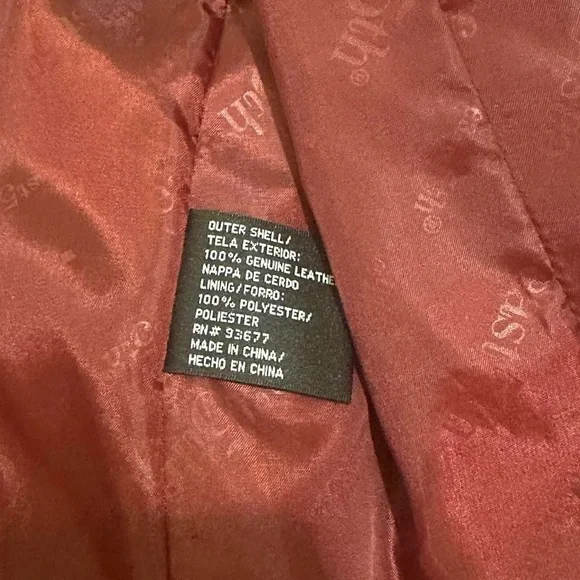 OUTER SHELL/
TELA EXTERIOR:
100% GENUINE LEATHE
NAPPA DE CERDO
LINING/FORRO:
100% POLYESTER/
POLIESTER
RN# 93677
MADE IN CHINA/
HECHO EN CHINA